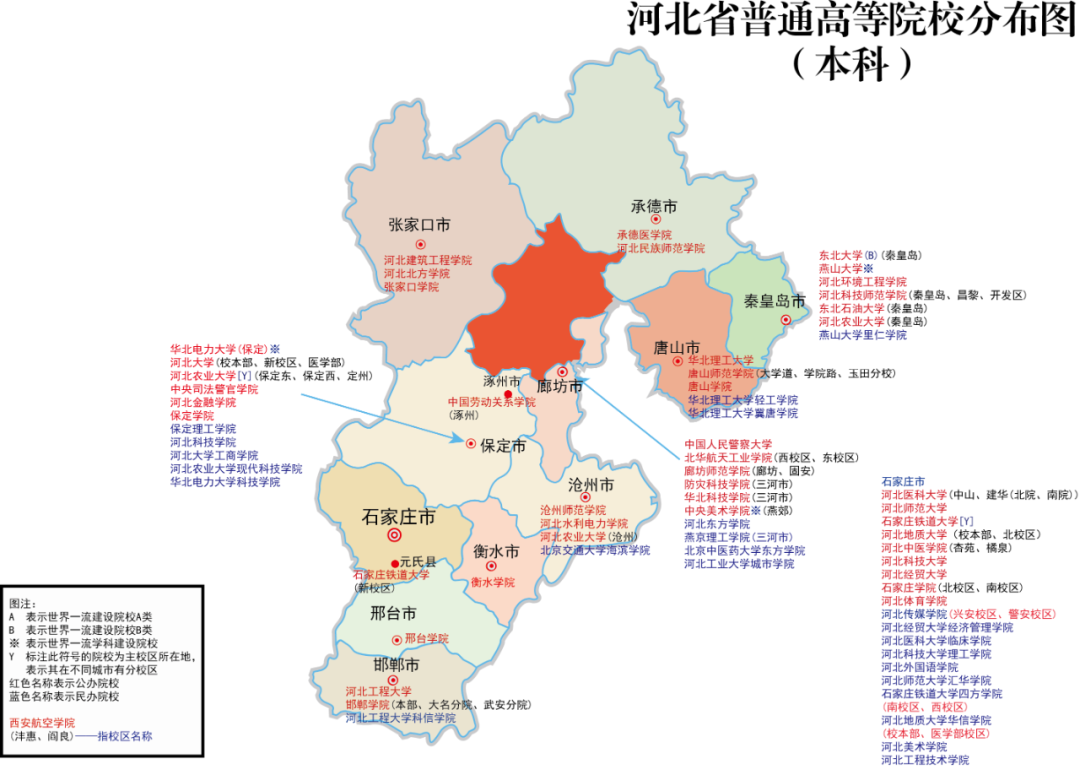 河北省普通高等院校分布图
（本科）
张家口市
河北建筑工程学院
河北北方学院
张家口学院
承德市
承德医学院
河北民族师范学院
秦皇岛市
东北大学(B)(秦皇岛)
燕山大学※
河北环境工程学院
河北科技师范学院(秦皇岛、昌黎、开发区)
东北石油大学(秦皇岛)
河北农业大学(秦皇岛)
燕山大学里仁学院
唐山市
华北理工大学
唐山师范学院(大学道、学院路、玉田分校)
唐山学院
华北理工大学轻工学院
华北理工大学冀唐学院
华北电力大学(保定)※
河北大学(校本部、新校区、医学部)
河北农业大学[Y](保定东、保定西、定州)
中央司法警官学院
河北金融学院
保定学院
保定理工学院
河北科技学院
河北大学工商学院
河北农业大学现代科技学院
华北电力大学科技学院
涿州市
中国劳动关系学院
(涿州)
保定市
廊坊市
中国人民警察大学
北华航天工业学院(西校区、东校区)
廊坊师范学院(廊坊、固安)
防灾科技学院(三河市)
华北科技学院(三河市)
中央美术学院※(燕郊)
河北东方学院
燕京理工学院(三河市)
北京中医药大学东方学院
河北工业大学城市学院
沧州市
沧州师范学院
河北水利电力学院
河北农业大学(沧州)
北京交通大学海滨学院
石家庄市
元氏县
石家庄铁道大学
(新校区)
衡水市
衡水学院
邢台市
邢台学院
邯郸市
河北工程大学
邯郸学院(本部、大名分院、武安分院)
河北工程大学科信学院
石家庄市
河北医科大学(中山、建华(北院、南院))
河北师范大学
石家庄铁道大学[Y]
河北地质大学 (校本部、北校区)
河北中医学院(杏苑、橘泉)
河北科技大学
河北经贸大学
石家庄学院(北校区、南校区)
河北体育学院
河北传媒学院(兴安校区、警安校区)
河北经贸大学经济管理学院
河北医科大学临床学院
河北科技大学理工学院
河北外国语学院
河北师范大学汇华学院
石家庄铁道大学四方学院
(南校区、西校区)
河北地质大学华信学院
(校本部、医学部校区)
河北美术学院
河北工程技术学院
图注：
A 表示世界一流建设院校A类
B 表示世界一流建设院校B类
※ 表示世界一流学科建设院校
Y 标注此符号的院校为主校区所在地，
表示其在不同城市有分校区
红色名称表示公办院校
蓝色名称表示民办院校
西安航空学院
(沣惠、阎良)——指校区名称